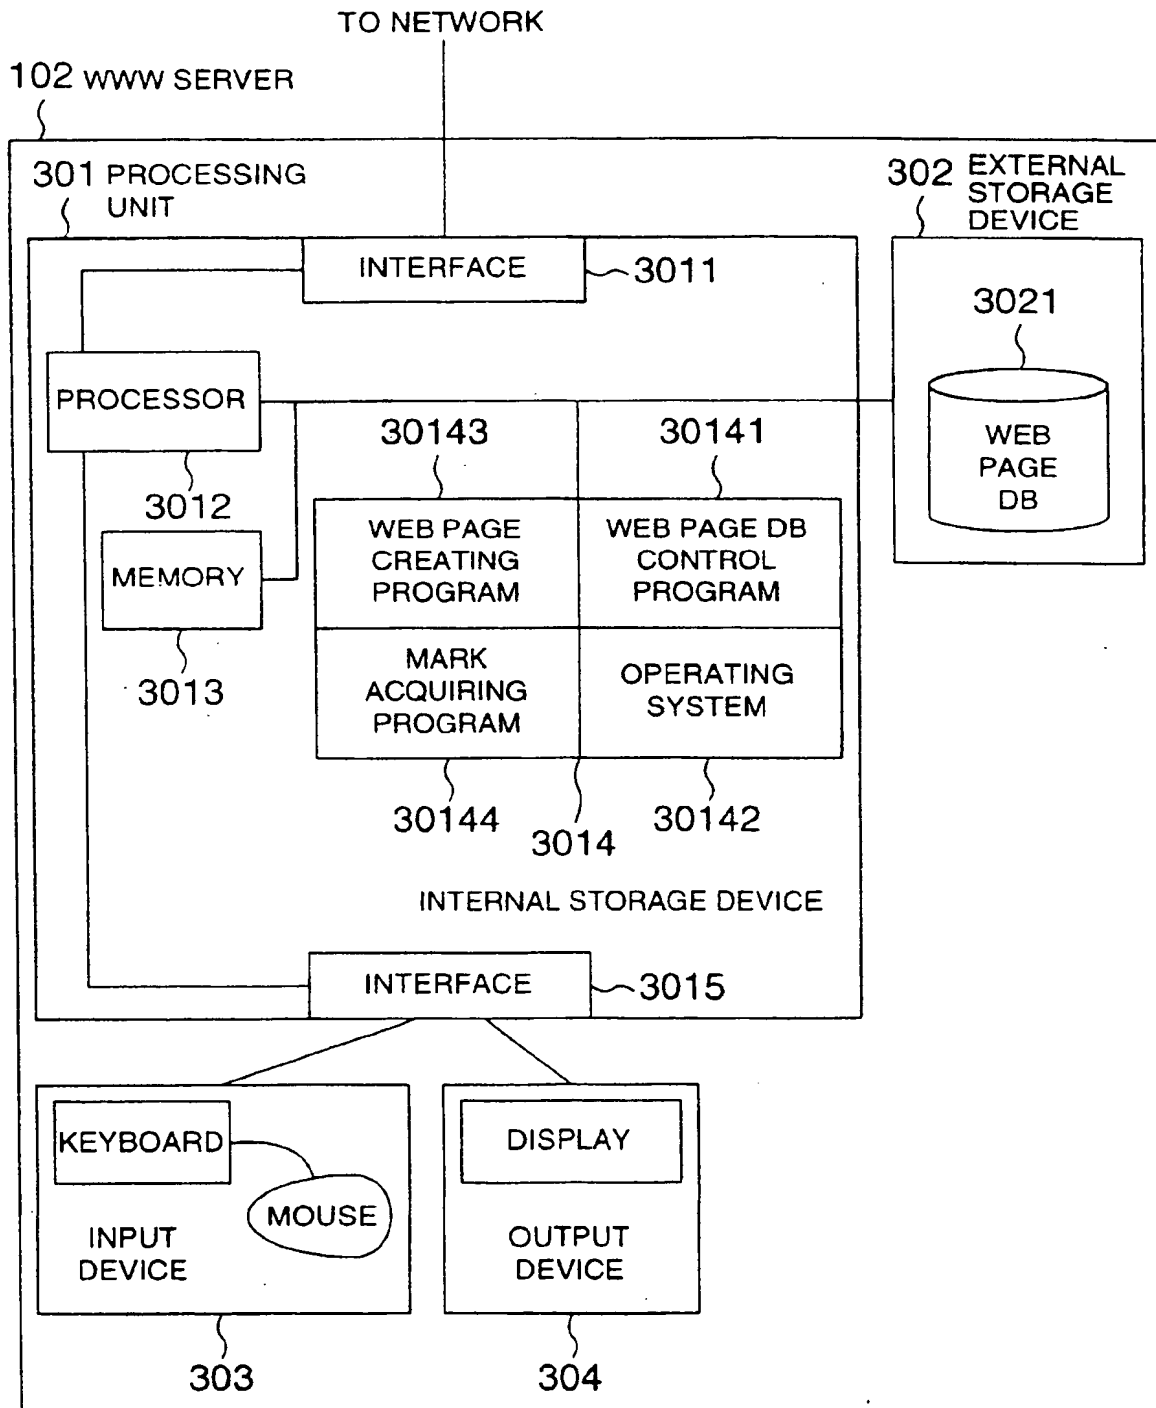 TO NETWORK
102 WWW SERVER
301 PROCESSING
UNIT
302 EXTERNAL
STORAGE
DEVICE
INTERFACE
3011
3021
PROCESSOR
3012
30143
30141
WEB
PAGE
DB
MEMORY
3013
WEB PAGE
CREATING
PROGRAM
WEB PAGE DB
CONTROL
PROGRAM
MARK
ACQUIRING
PROGRAM
OPERATING
SYSTEM
30144
3014
30142
INTERNAL STORAGE DEVICE
INTERFACE
3015
KEYBOARD
MOUSE
INPUT
DEVICE
DISPLAY
OUTPUT
DEVICE
303
304